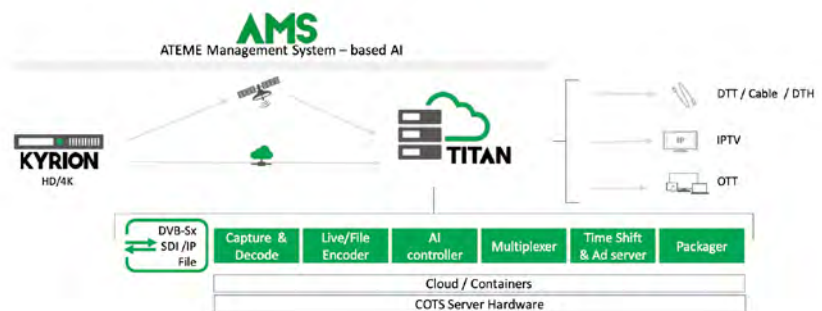 AMS
ATEME Management System – based AI
KYRION
HD/4K
TITAN
DTT / Cable / DTH
IP
IPTV
OTT
DVB-Sx
SDI /IP
File
Capture &
Decode
Live/File
Encoder
AI
controller
Multiplexer
Time Shift
& Ad server
Packager
Cloud / Containers
COTS Server Hardware